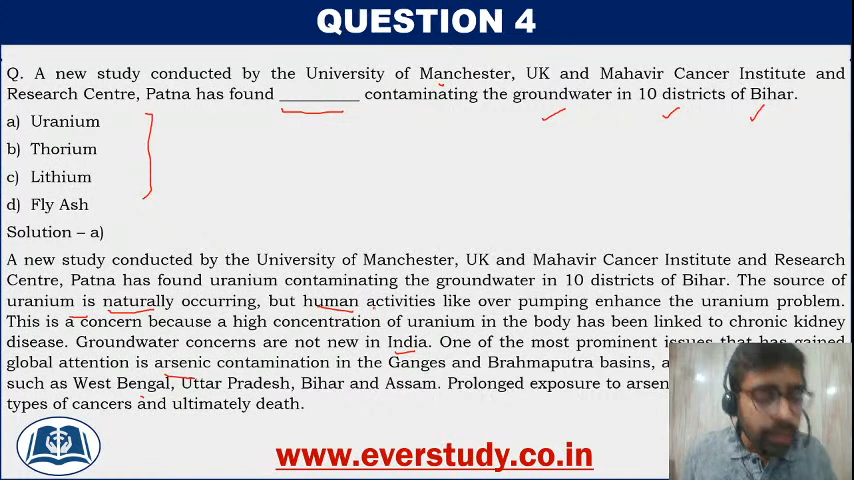 QUESTION 4
Q. A new study conducted by the University of Manchester, UK and Mahavir Cancer Institute and
Research Centre, Patna has found __________ contaminating the groundwater in 10 districts of Bihar.
a) Uranium
b) Thorium
c) Lithium
d) Fly Ash
Solution – a)
A new study conducted by the University of Manchester, UK and Mahavir Cancer Institute and Research
Centre, Patna has found uranium contaminating the groundwater in 10 districts of Bihar. The source of
uranium is naturally occurring, but human activities like over pumping enhance the uranium problem.
This is a concern because a high concentration of uranium in the body has been linked to chronic kidney
disease. Groundwater concerns are not new in India. One of the most prominent issues that has gained
global attention is arsenic contamination in the Ganges and Brahmaputra basins,
such as West Bengal, Uttar Pradesh, Bihar and Assam. Prolonged exposure to
types of cancers and ultimately death.
www.everstudy.co.in